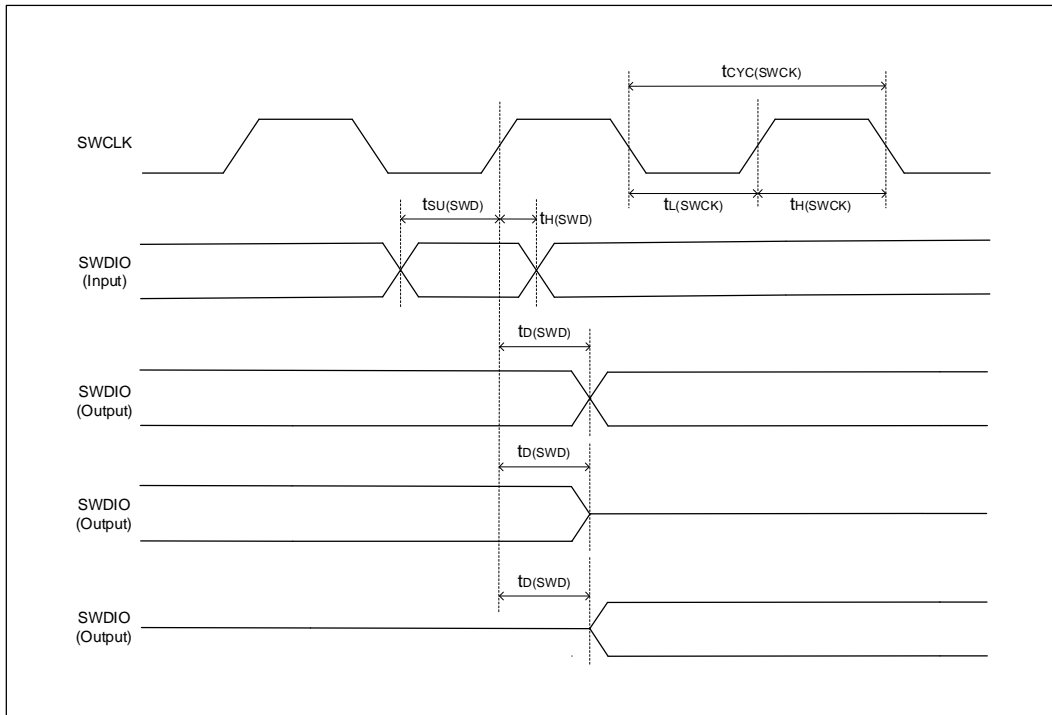 tCYC(SWCK)
SWCLK
tL(SWCK) tH(SWCK)
tSU(SWD) tH(SWD)
SWDIO
(Input)
tD(SWD)
SWDIO
(Output)
tD(SWD)
SWDIO
(Output)
tD(SWD)
SWDIO
(Output)